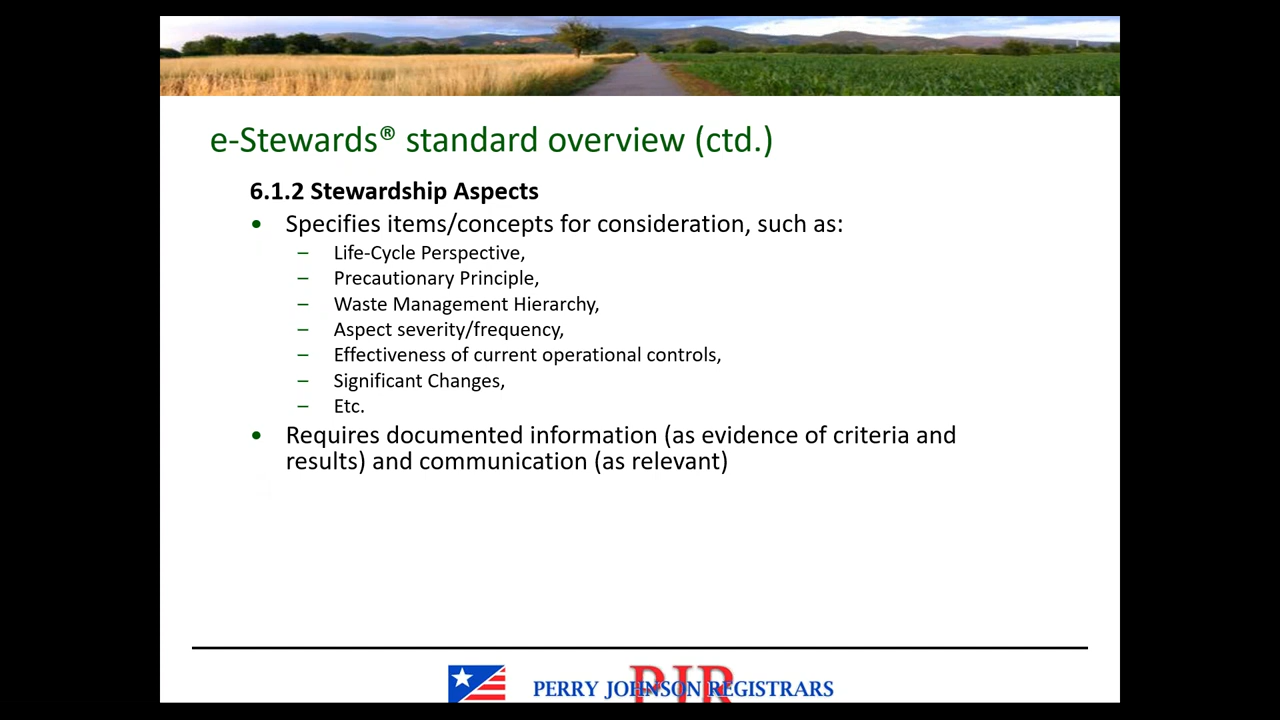 e-Stewards® standard overview (ctd.)
6.1.2 Stewardship Aspects
• Specifies items/concepts for consideration, such as:
– Life-Cycle Perspective,
– Precautionary Principle,
– Waste Management Hierarchy,
– Aspect severity/frequency,
– Effectiveness of current operational controls,
– Significant Changes,
– Etc.
• Requires documented information (as evidence of criteria and
results) and communication (as relevant)
PJR
PERRY JOHNSON REGISTRARS